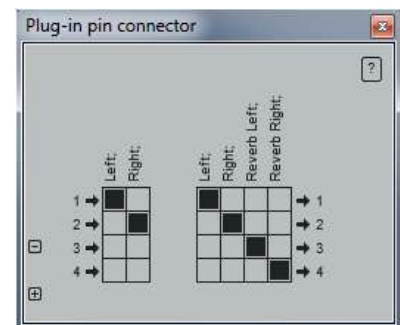 Plug-in pin connector
x
?
Left;
Right;
Left;
Right;
Reverb Left;
Reverb Right;
1 → → 1
2 → → 2
3 → → 3
4 → → 4